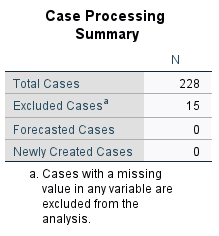 Case Processing
Summary
N
Total Cases 228
Excluded Casesa 15
Forecasted Cases 0
Newly Created Cases 0
a. Cases with a missing
value in any variable are
excluded from the
analysis.